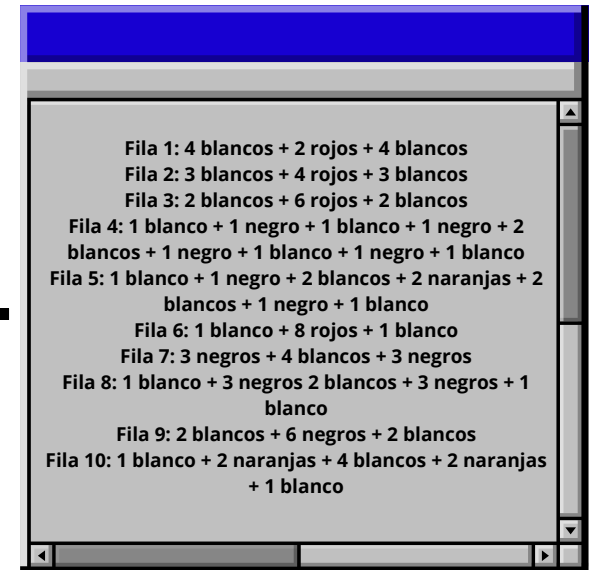 Fila 1: 4 blancos + 2 rojos + 4 blancos
Fila 2: 3 blancos + 4 rojos + 3 blancos
Fila 3: 2 blancos + 6 rojos + 2 blancos
Fila 4: 1 blanco + 1 negro + 1 blanco + 1 negro + 2
blancos + 1 negro + 1 blanco + 1 negro + 1 blanco
Fila 5: 1 blanco + 1 negro + 2 blancos + 2 naranjas + 2
blancos + 1 negro + 1 blanco
Fila 6: 1 blanco + 8 rojos + 1 blanco
Fila 7: 3 negros + 4 blancos + 3 negros
Fila 8: 1 blanco + 3 negros 2 blancos + 3 negros + 1
blanco
Fila 9: 2 blancos + 6 negros + 2 blancos
Fila 10: 1 blanco + 2 naranjas + 4 blancos + 2 naranjas
+ 1 blanco